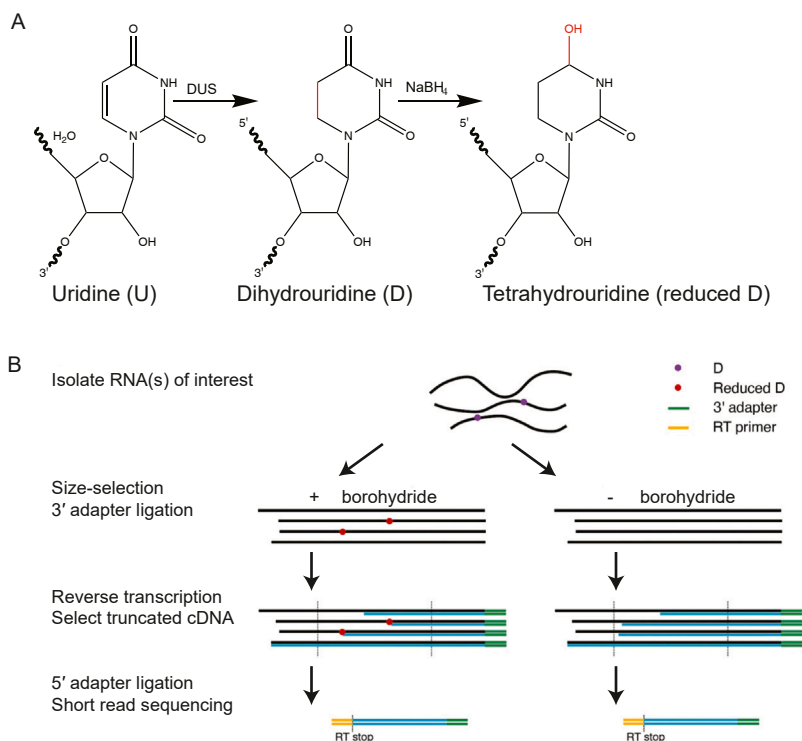 A
O
NH
N
O
H₂O
O
O
OH
3'
Uridine (U)
DUS
O
NH
N
O
5'
O
O
OH
3'
Dihydrouridine (D)
NaBH₄
OH
NH
N
O
5'
O
O
OH
3'
Tetrahydrouridine (reduced D)
B
Isolate RNA(s) of interest
D
Reduced D
3' adapter
RT primer
Size-selection
3′ adapter ligation
+ borohydride
- borohydride
Reverse transcription
Select truncated cDNA
5′ adapter ligation
Short read sequencing
RT stop
RT stop